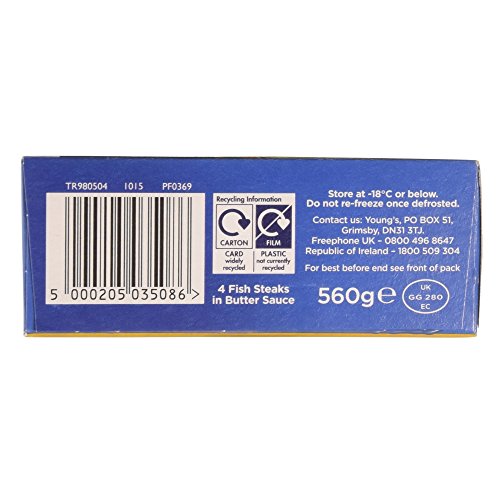 TR980504 1015 PF0369
5 000205 035086 >
Recycling Information
CARTON
FILM
CARD
widely
recycled
PLASTIC
not currently
recycled
4 Fish Steaks
in Butter Sauce
Store at -18°C or below.
Do not re-freeze once defrosted.
Contact us: Young's, PO BOX 51,
Grimsby, DN31 3TJ.
Freephone UK - 0800 496 8647
Republic of Ireland - 1800 509 304
For best before end see front of pack
560g℮
UK
GG 280
EC